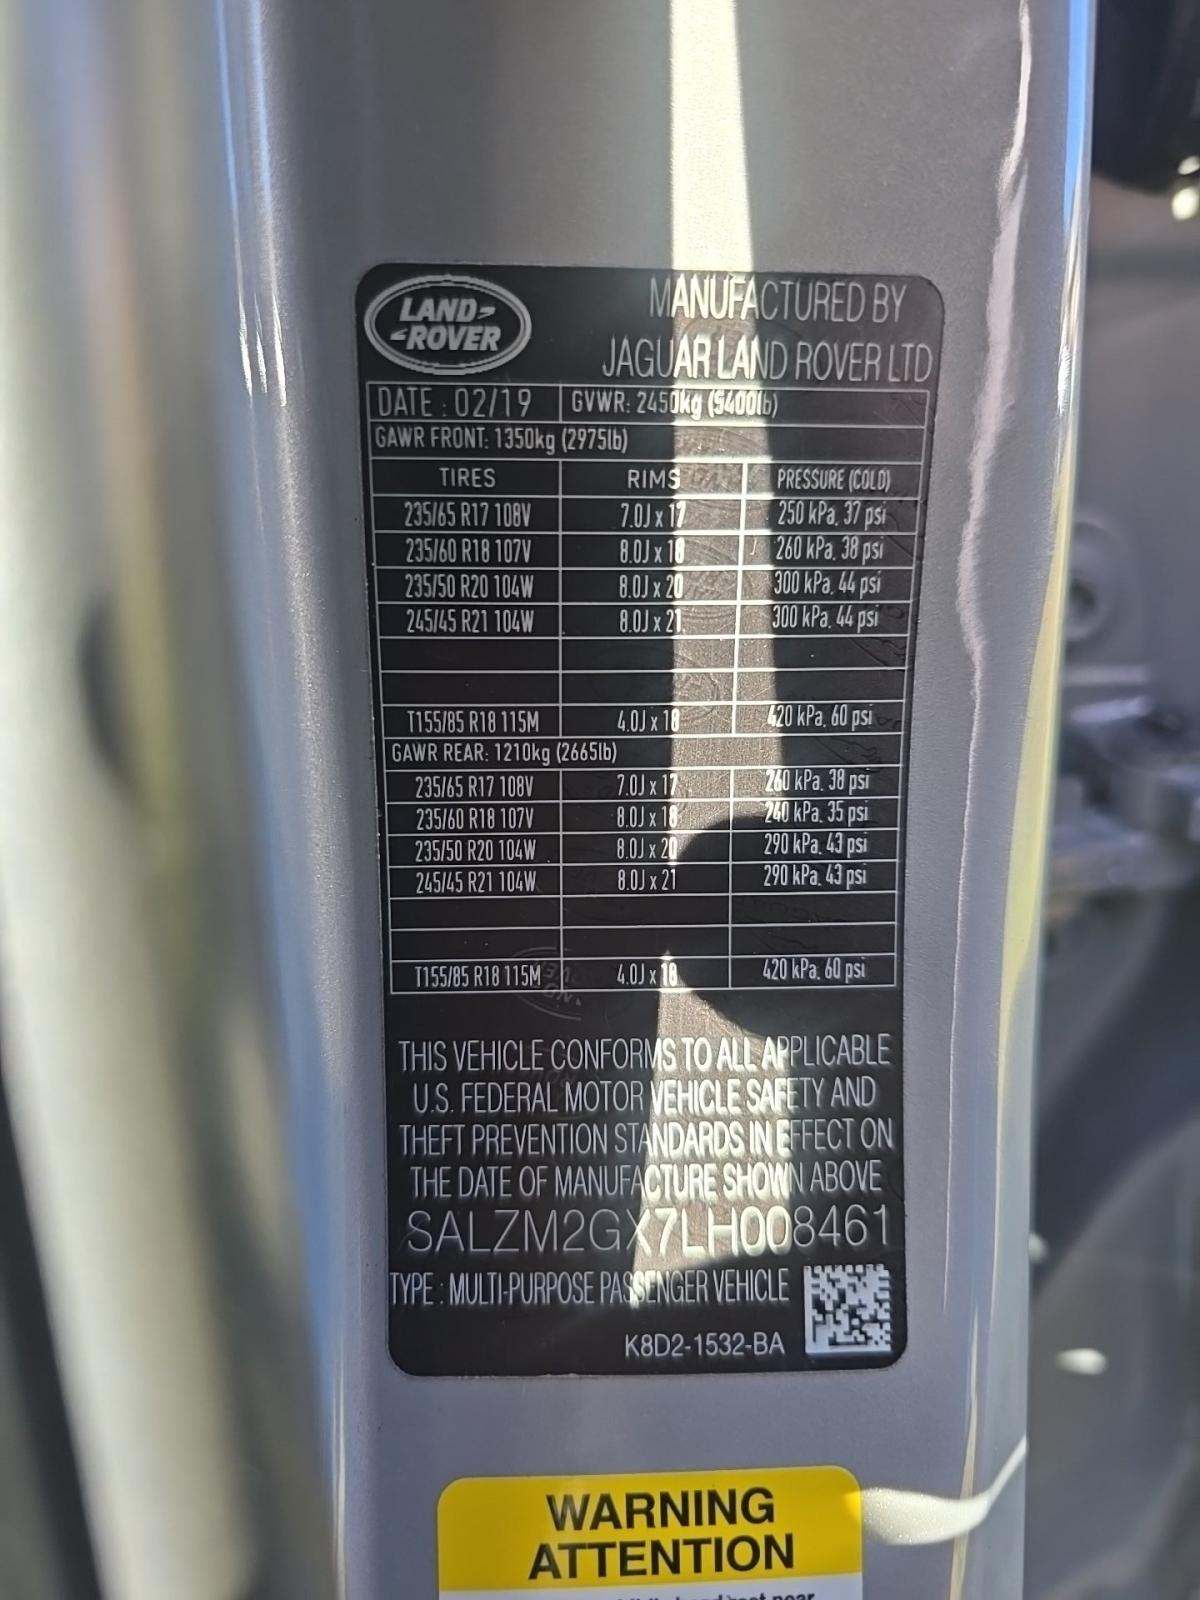 LAND-
-ROVER
MANUFACTURED BY
JAGUAR LAND ROVER LTD
DATE : 02/19 GVWR: 2450kg (5400lb)
GAWR FRONT: 1350kg (2975lb)
TIRES RIMS PRESSURE (COLD)
235/65 R17 108V 7.0J x 17 250 kPa, 37 psi
235/60 R18 107V 8.0J x 18 260 kPa, 38 psi
235/50 R20 104W 8.0J x 20 300 kPa, 44 psi
245/45 R21 104W 8.0J x 21 300 kPa, 44 psi
T155/85 R18 115M 4.0J x 18 420 kPa, 60 psi
GAWR REAR: 1210kg (2665lb)
235/65 R17 108V 7.0J x 17 260 kPa, 38 psi
235/60 R18 107V 8.0J x 18 240 kPa, 35 psi
235/50 R20 104W 8.0J x 20 290 kPa, 43 psi
245/45 R21 104W 8.0J x 21 290 kPa, 43 psi
T155/85 R18 115M 4.0J x 18 420 kPa, 60 psi
THIS VEHICLE CONFORMS TO ALL APPLICABLE
U.S. FEDERAL MOTOR VEHICLE SAFETY AND
THEFT PREVENTION STANDARDS IN EFFECT ON
THE DATE OF MANUFACTURE SHOWN ABOVE
SALZM2GX7LH008461
TYPE : MULTI-PURPOSE PASSENGER VEHICLE
K8D2-1532-BA
WARNING
ATTENTION